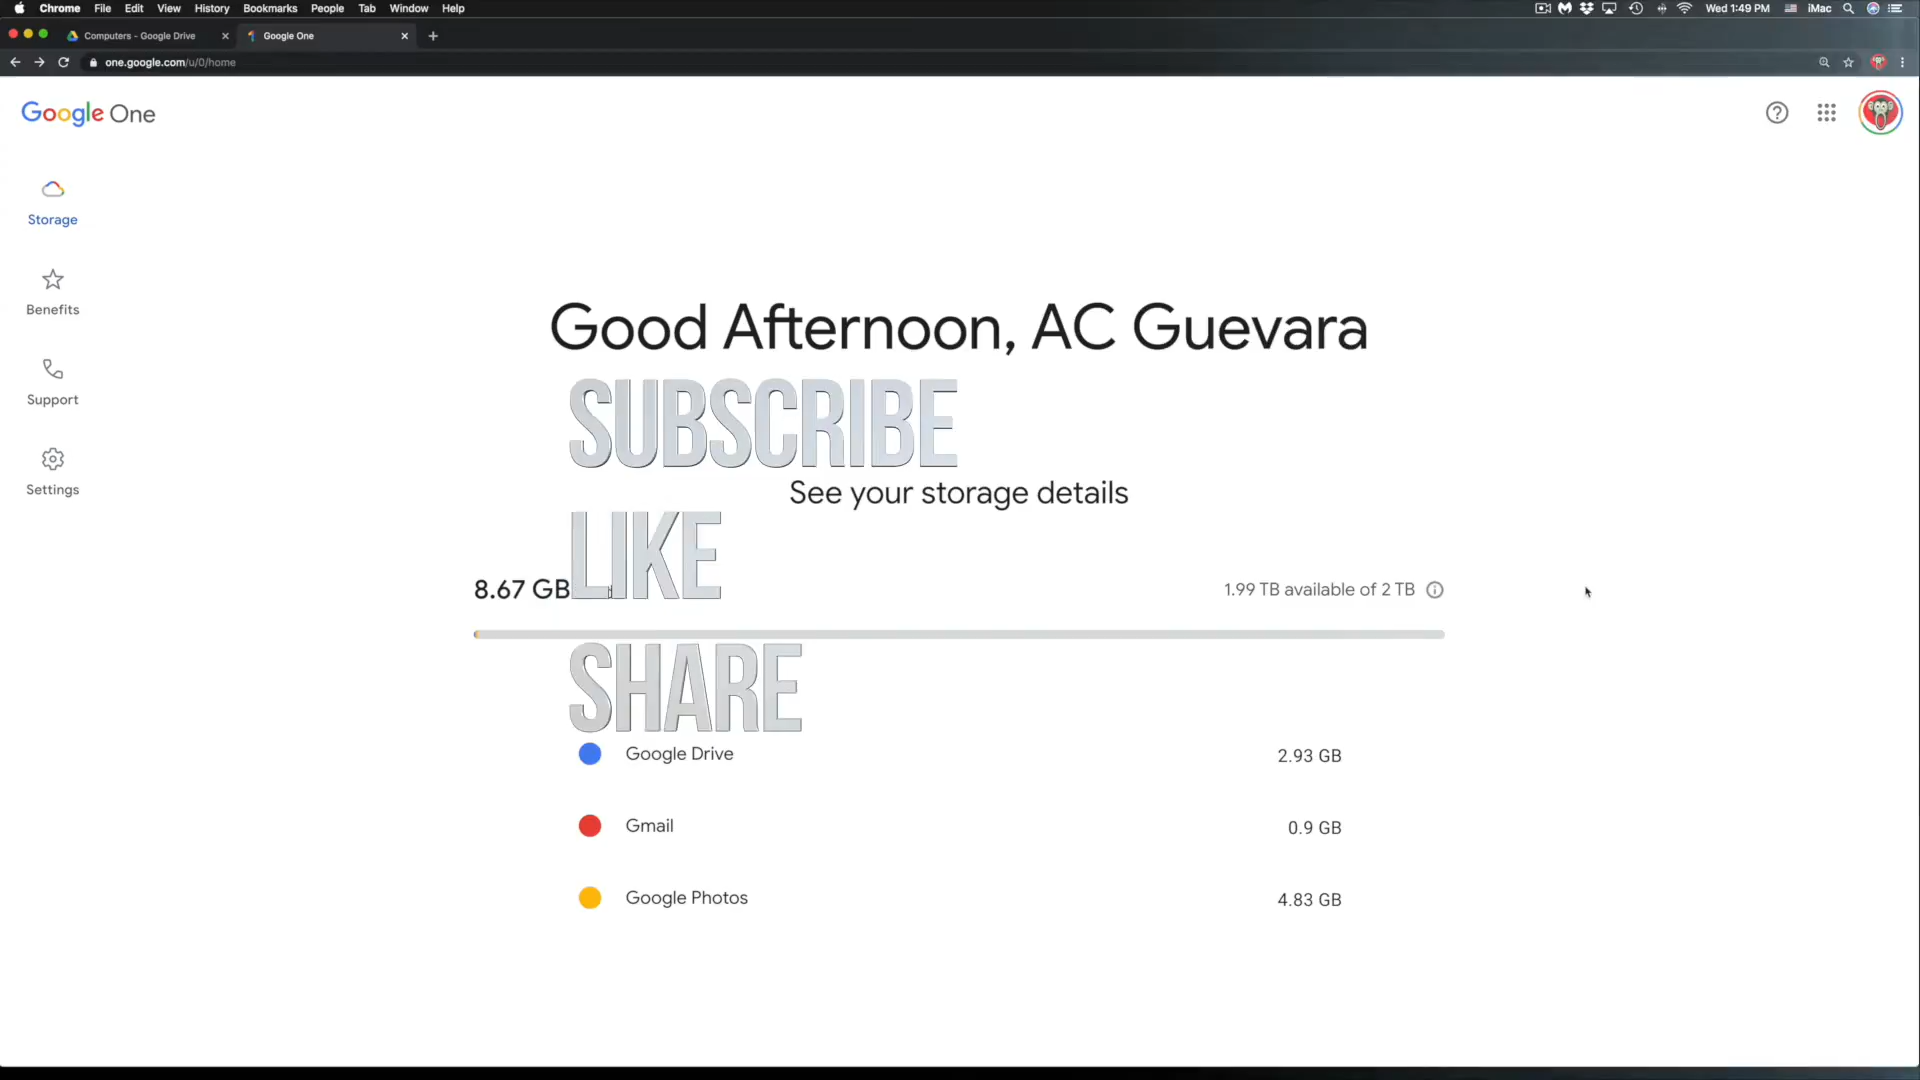 Chrome File Edit View History Bookmarks People Tab Window Help
Wed 1:49 PM iMac
Computers - Google Drive
Google One
one.google.com/u/0/home
Google One
Storage
Benefits
Support
Settings
Good Afternoon, AC Guevara
SUBSCRIBE
See your storage details
LIKE
8.67 GB
1.99 TB available of 2 TB
SHARE
Google Drive 2.93 GB
Gmail 0.9 GB
Google Photos 4.83 GB